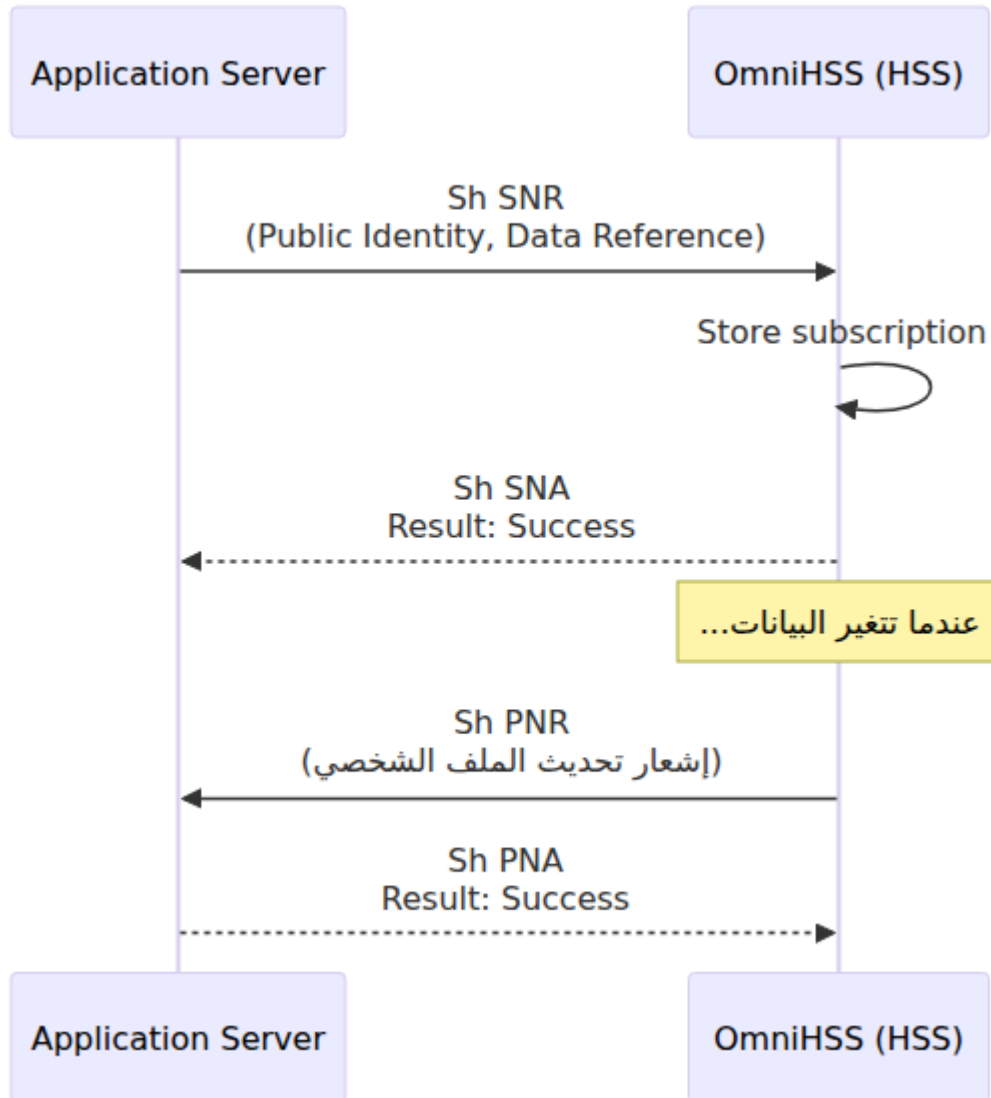 Application Server
OmniHSS (HSS)
Sh SNR
(Public Identity, Data Reference)
Store subscription
Sh SNA
Result: Success
عندما تتغير البيانات...
Sh PNR
(إشعار تحديث الملف الشخصي)
Sh PNA
Result: Success
Application Server
OmniHSS (HSS)